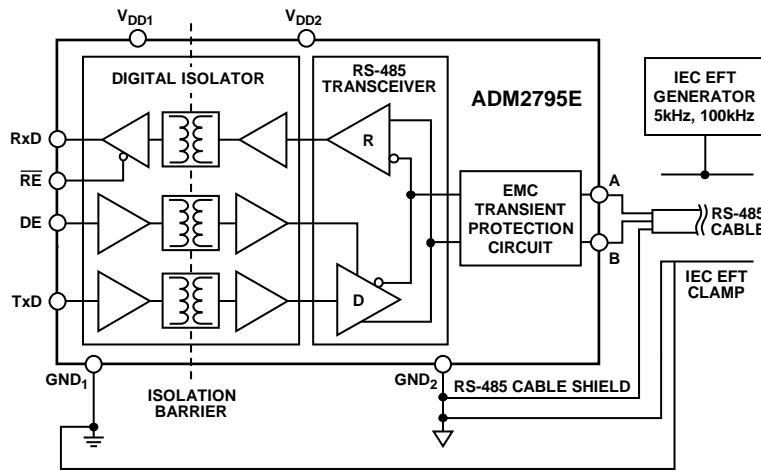 VDD1
VDD2
DIGITAL ISOLATOR
RS-485
TRANSCEIVER
ADM2795E
IEC EFT
GENERATOR
5kHz, 100kHz
RxD
R
RE
EMC
TRANSIENT
PROTECTION
CIRCUIT
A
B
RS-485
CABLE
DE
TxD
D
IEC EFT
CLAMP
GND1
ISOLATION
BARRIER
GND2
RS-485 CABLE SHIELD